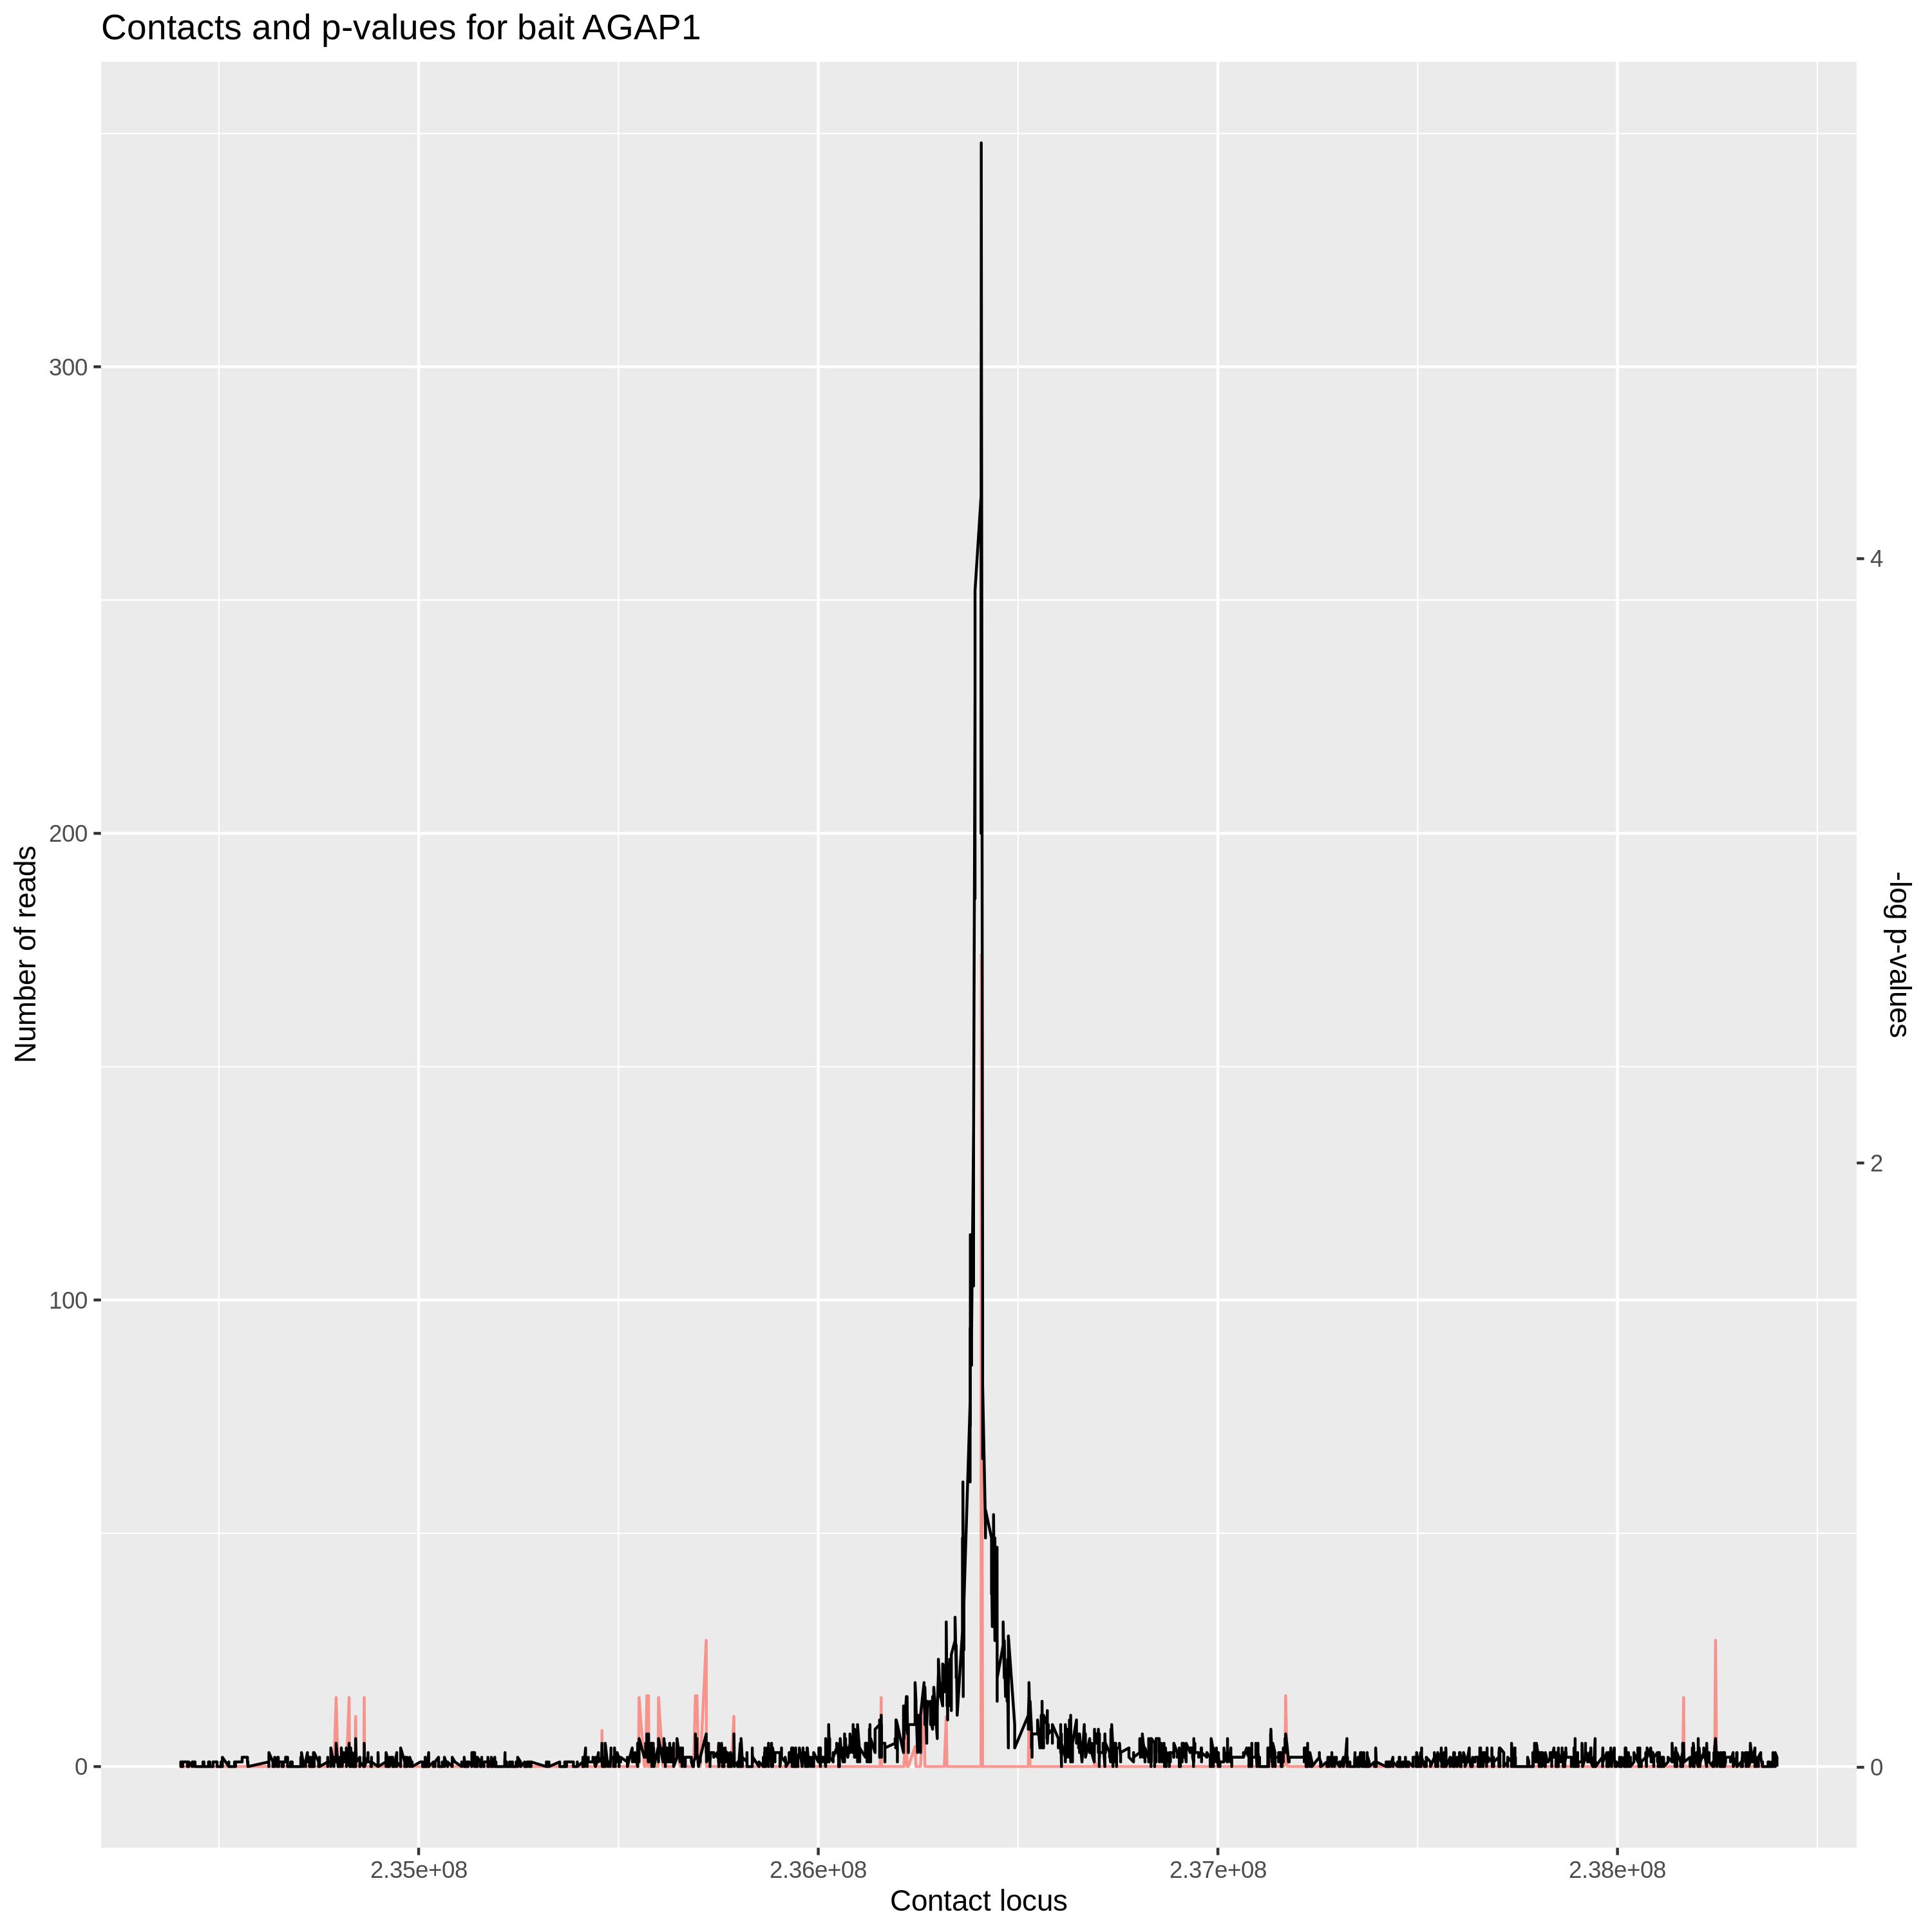 Contacts and p-values for bait AGAP1
300
200
100
0
Number of reads
4
2
0
-log p-values
2.35e+08 2.36e+08 2.37e+08 2.38e+08
Contact locus